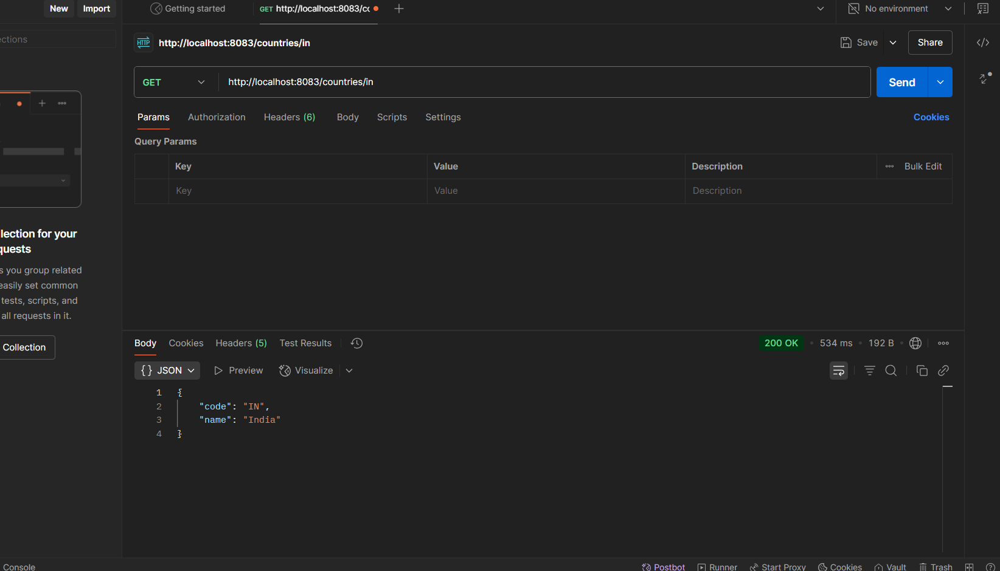 New Import
Getting started
GET http://localhost:8083/cc
No environment
ctions
HTTP http://localhost:8083/countries/in
Save
Share
GET http://localhost:8083/countries/in
Send
Params Authorization Headers (6) Body Scripts Settings
Cookies
Query Params
Key Value Description Bulk Edit
Key Value Description
llection for your
quests
s you group related
easily set common
tests, scripts, and
all requests in it.
Collection
Body Cookies Headers (5) Test Results
200 OK • 534 ms • 192 B •
{} JSON Preview Visualize
1 {
2 "code": "IN",
3 "name": "India"
4 }
Console
Postbot Runner Start Proxy Cookies Vault Trash